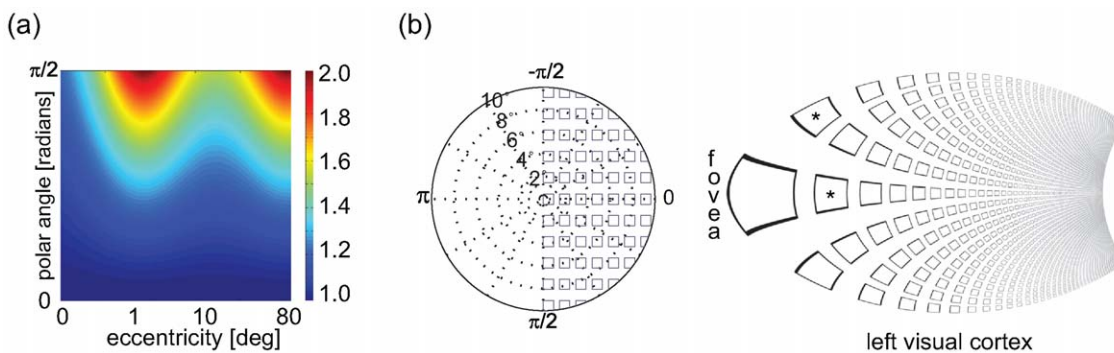 (a)
π/2
polar angle [radians]
0
0 1 10 80
eccentricity [deg]
2.0
1.8
1.6
1.4
1.2
1.0
(b)
-π/2
10°
8°
6°
4°
2°
π
0
π/2
fovea
*
*
left visual cortex